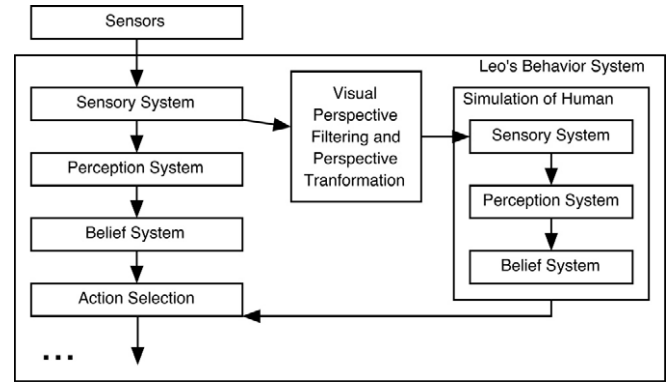 Sensors
Leo's Behavior System
Sensory System
Perception System
Belief System
Action Selection
...
Visual
Perspective
Filtering and
Perspective
Tranformation
Simulation of Human
Sensory System
Perception System
Belief System